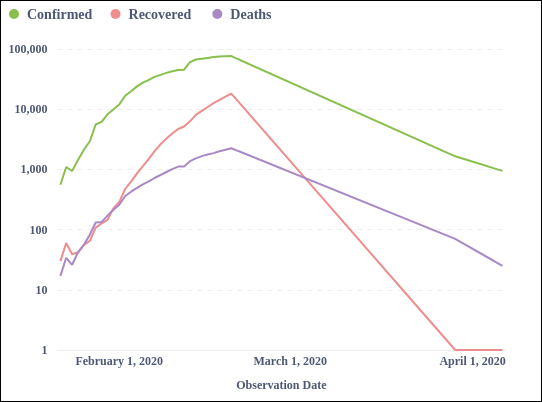 Confirmed Recovered Deaths
100,000
10,000
1,000
100
10
1
February 1, 2020 March 1, 2020 April 1, 2020
Observation Date